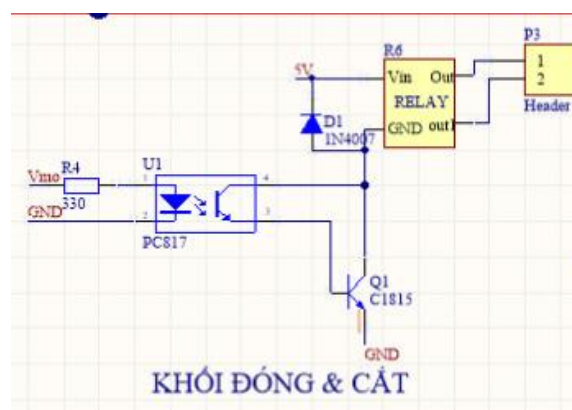 P3
R6
5V
Vin
Out
1
2
RELAY
D1
1N4007
GND
out1
Header
U1
R4
Vmo
330
1
4
GND
2
3
PC817
Q1
C1815
GND
KHỐI ĐÓNG & CẮT